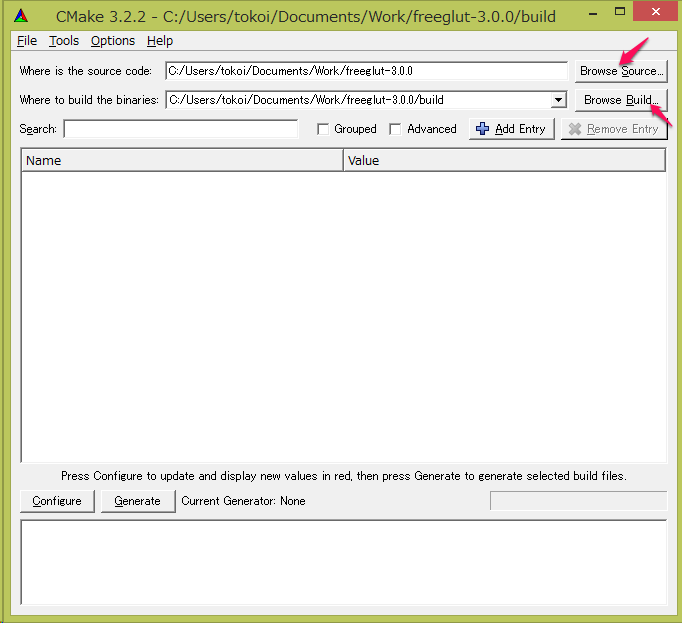 CMake 3.2.2 - C:/Users/tokoi/Documents/Work/freeglut-3.0.0/build
File Tools Options Help
Where is the source code: C:/Users/tokoi/Documents/Work/freeglut-3.0.0 Browse Source...
Where to build the binaries: C:/Users/tokoi/Documents/Work/freeglut-3.0.0/build Browse Build...
Search: Grouped Advanced Add Entry Remove Entry
Name Value
Press Configure to update and display new values in red, then press Generate to generate selected build files.
Configure Generate Current Generator: None